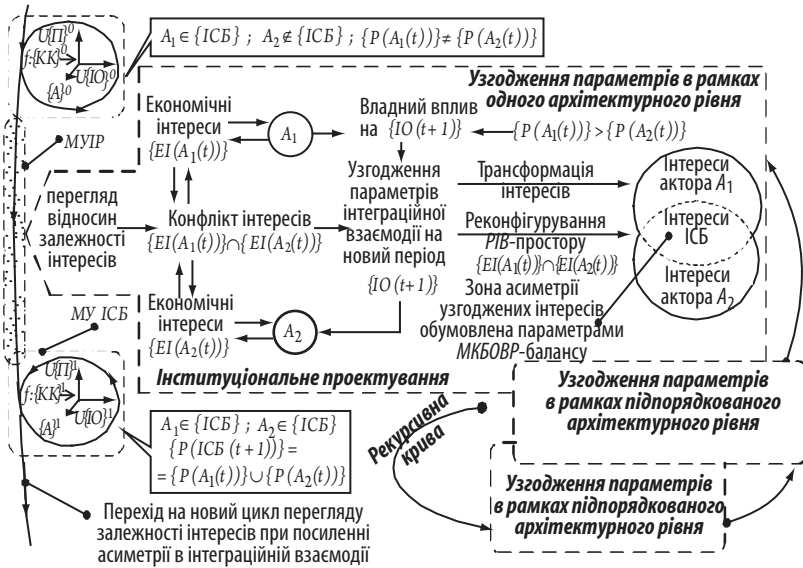 U{П}⁰
f:{КК}⁰
U{ІО}⁰
{A}⁰
A₁∈{ІСБ} ; A₂∉{ІСБ} ; {P(A₁(t))}≠{P(A₂(t))}
Узгодження параметрів в рамках
одного архітектурного рівня
МУІР
Економічні
інтереси
{EI(A₁(t))}
A₁
Владний вплив
на {IO(t+1)}
{P(A₁(t))}>{P(A₂(t))}
перегляд
відносин
залежності
інтересів
Конфлікт інтересів
{EI(A₁(t))}∩{EI(A₂(t))}
Узгодження
параметрів
інтеграційної
взаємодії на
новий період
{IO(t+1)}
Трансформація
інтересів
Реконфігурування
РІВ-простору
{EI(A₁(t))}∩{EI(A₂(t))}
Інтереси
актора A₁
Інтереси
ІСБ
Інтереси
актора A₂
Зона асиметрії
узгоджених інтересів
обумовлена параметрами
МКБОВР-балансу
МУ ІСБ
Економічні
інтереси
{EI(A₂(t))}
A₂
Інституціональне проектування
U{П}¹
f:{КК}¹
U{ІО}¹
{A}¹
A₁∈{ІСБ} ; A₂∈{ІСБ}
{P(ІСБ(t+1))}=
={P(A₁(t))}∪{P(A₂(t))}
Рекурсивна
крива
Узгодження параметрів
в рамках підпорядкованого
архітектурного рівня
Узгодження параметрів
в рамках підпорядкованого
архітектурного рівня
Перехід на новий цикл перегляду
залежності інтересів при посиленні
асиметрії в інтеграційній взаємодії